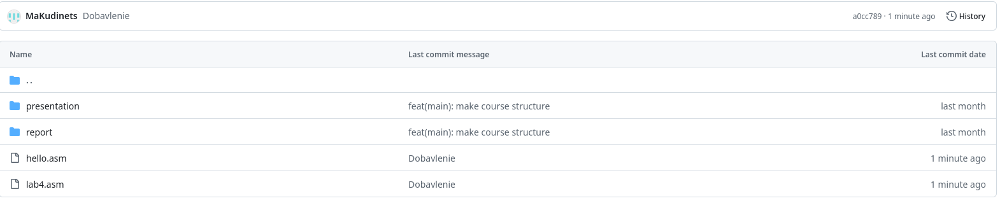 MaKudinets Dobavlenie a0cc789 · 1 minute ago History
Name Last commit message Last commit date
..
presentation feat(main): make course structure last month
report feat(main): make course structure last month
hello.asm Dobavlenie 1 minute ago
lab4.asm Dobavlenie 1 minute ago